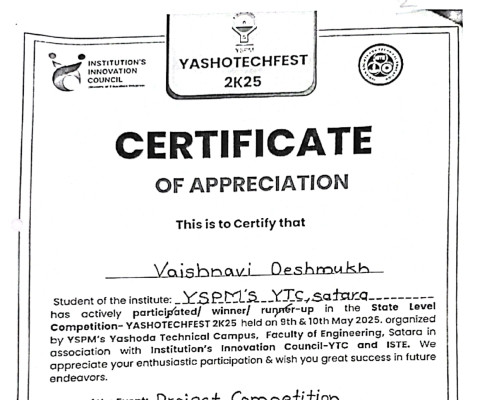 YSPM
YASHOTECHFEST
2K25
INSTITUTION'S
INNOVATION
COUNCIL
CERTIFICATE
OF APPRECIATION
This is to Certify that
Vaishnavi Deshmukh
Student of the institute: YSPM'S YTC, satara
has actively participated/ winner/ runner-up in the State Level
Competition- YASHOTECHFEST 2K25 held on 9th & 10th May 2025. organized
by YSPM's Yashoda Technical Campus, Faculty of Engineering, Satara in
association with Institution's Innovation Council-YTC and ISTE. We
appreciate your enthusiastic participation & wish you great success in future
endeavors.
Event: Project Competition